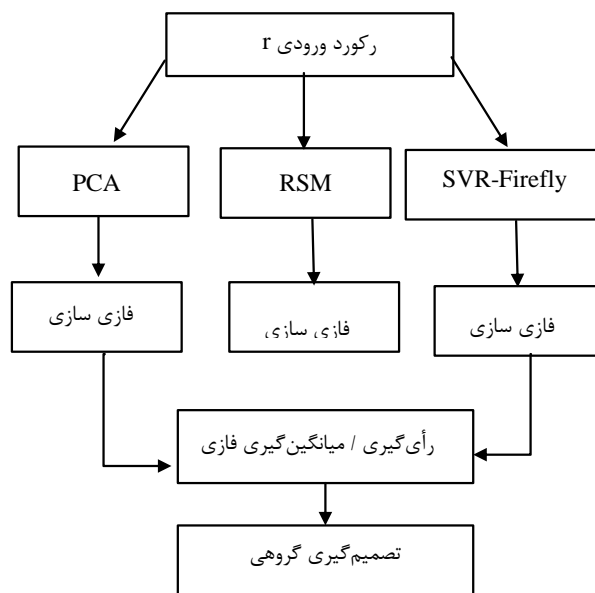 رکورد ورودی r
PCA
RSM
SVR-Firefly
فازی سازی
فازی سازی
فازی سازی
رأی‌گیری / میانگین‌گیری فازی
تصمیم‌گیری گروهی